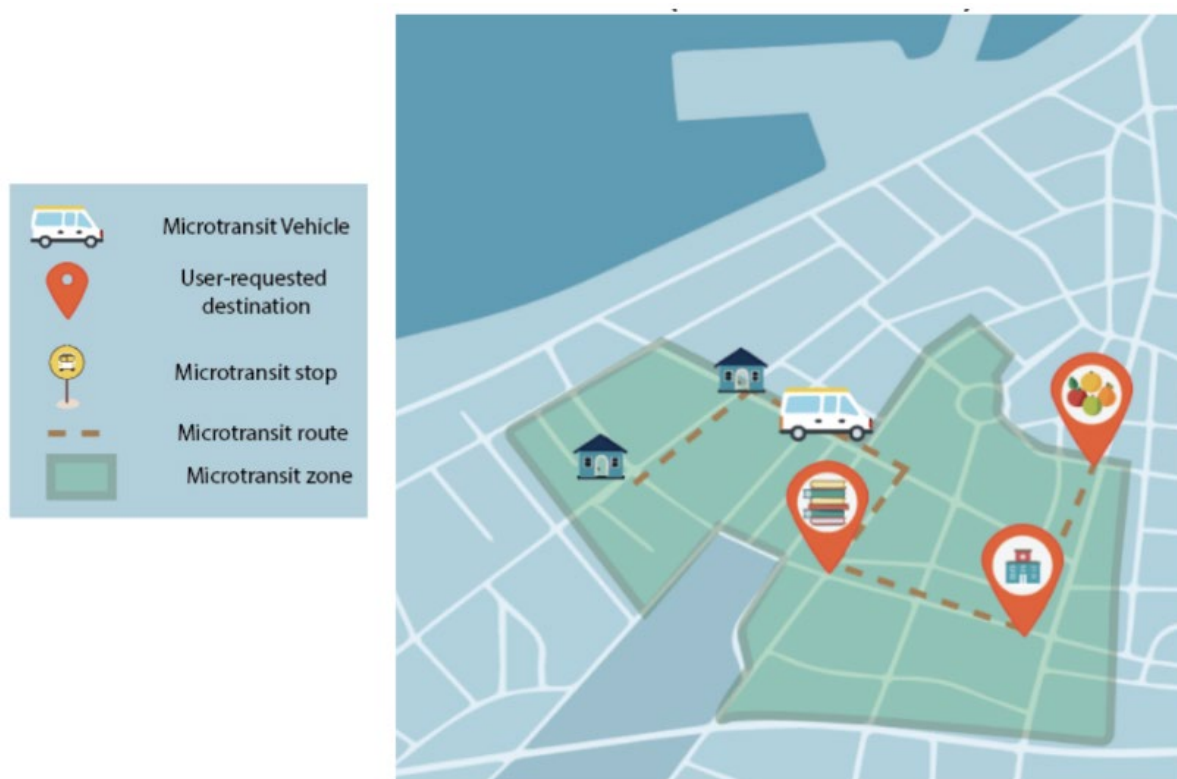 Microtransit Vehicle
User-requested
destination
Microtransit stop
Microtransit route
Microtransit zone